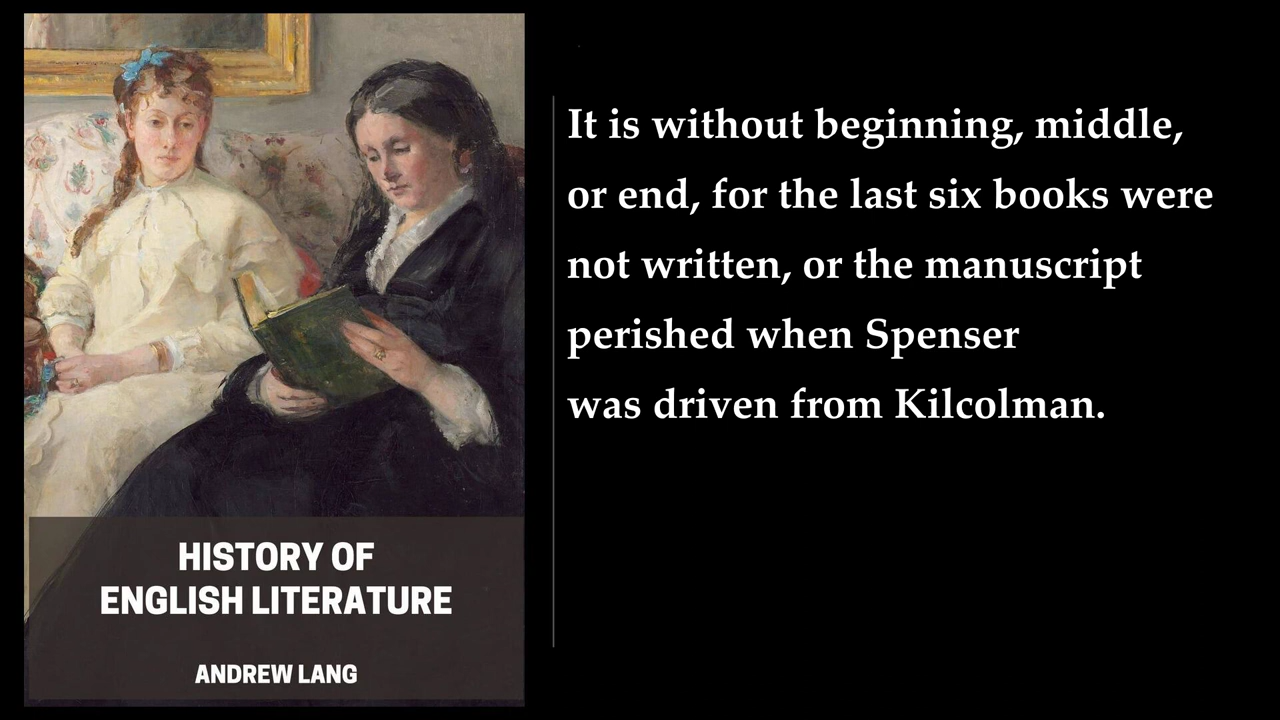 It is without beginning, middle,
or end, for the last six books were
not written, or the manuscript
perished when Spenser
was driven from Kilcolman.
HISTORY OF
ENGLISH LITERATURE
ANDREW LANG